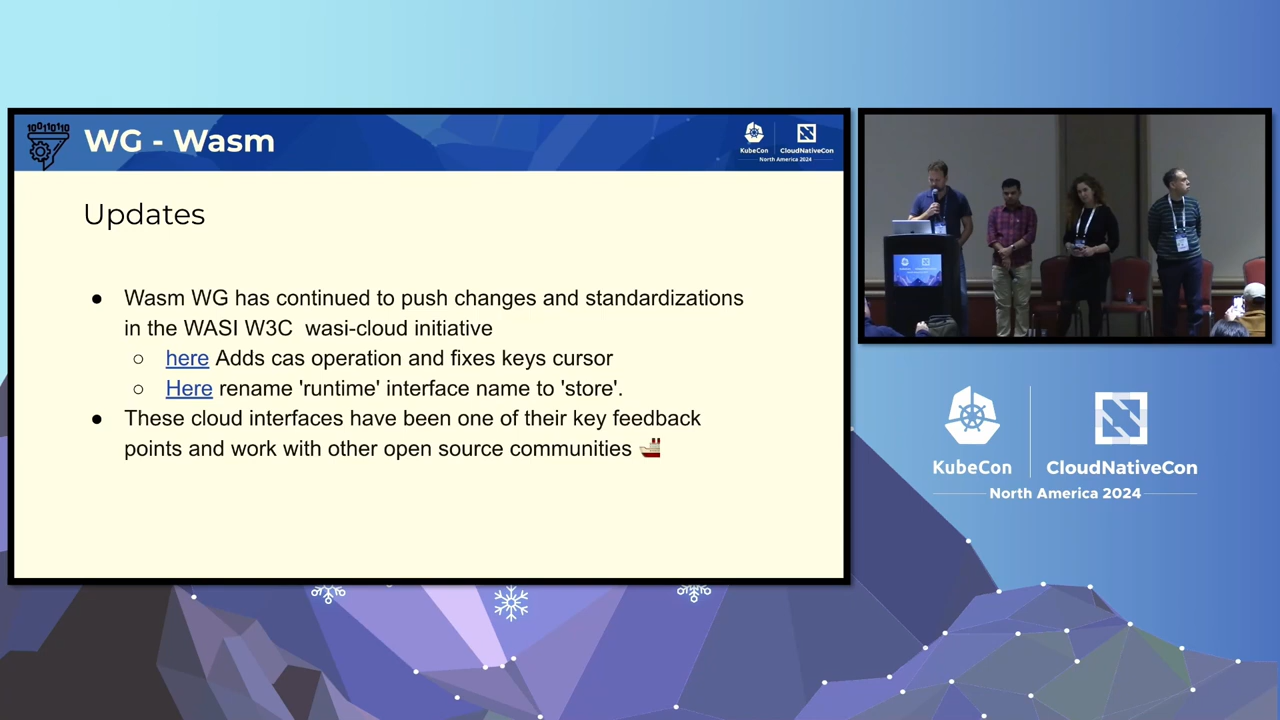 100110110
WG - Wasm
KubeCon
CloudNativeCon
North America 2024
Updates
● Wasm WG has continued to push changes and standardizations
in the WASI W3C  wasi-cloud initiative
○ here Adds cas operation and fixes keys cursor
○ Here rename 'runtime' interface name to 'store'.
● These cloud interfaces have been one of their key feedback
points and work with other open source communities
KubeCon
CloudNativeCon
North America 2024